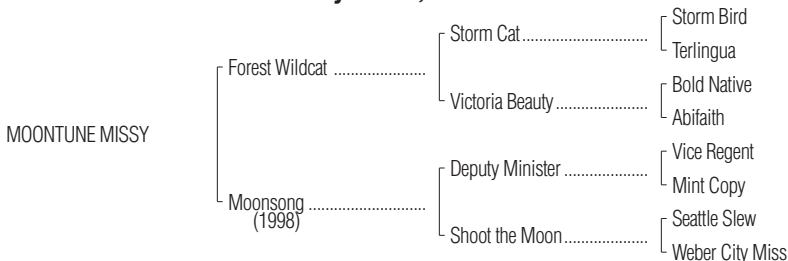 Storm Bird
Storm Cat
Terlingua
Forest Wildcat
Bold Native
Victoria Beauty
Abifaith
MOONTUNE MISSY
Vice Regent
Deputy Minister
Mint Copy
Moonsong
(1998)
Seattle Slew
Shoot the Moon
Weber City Miss